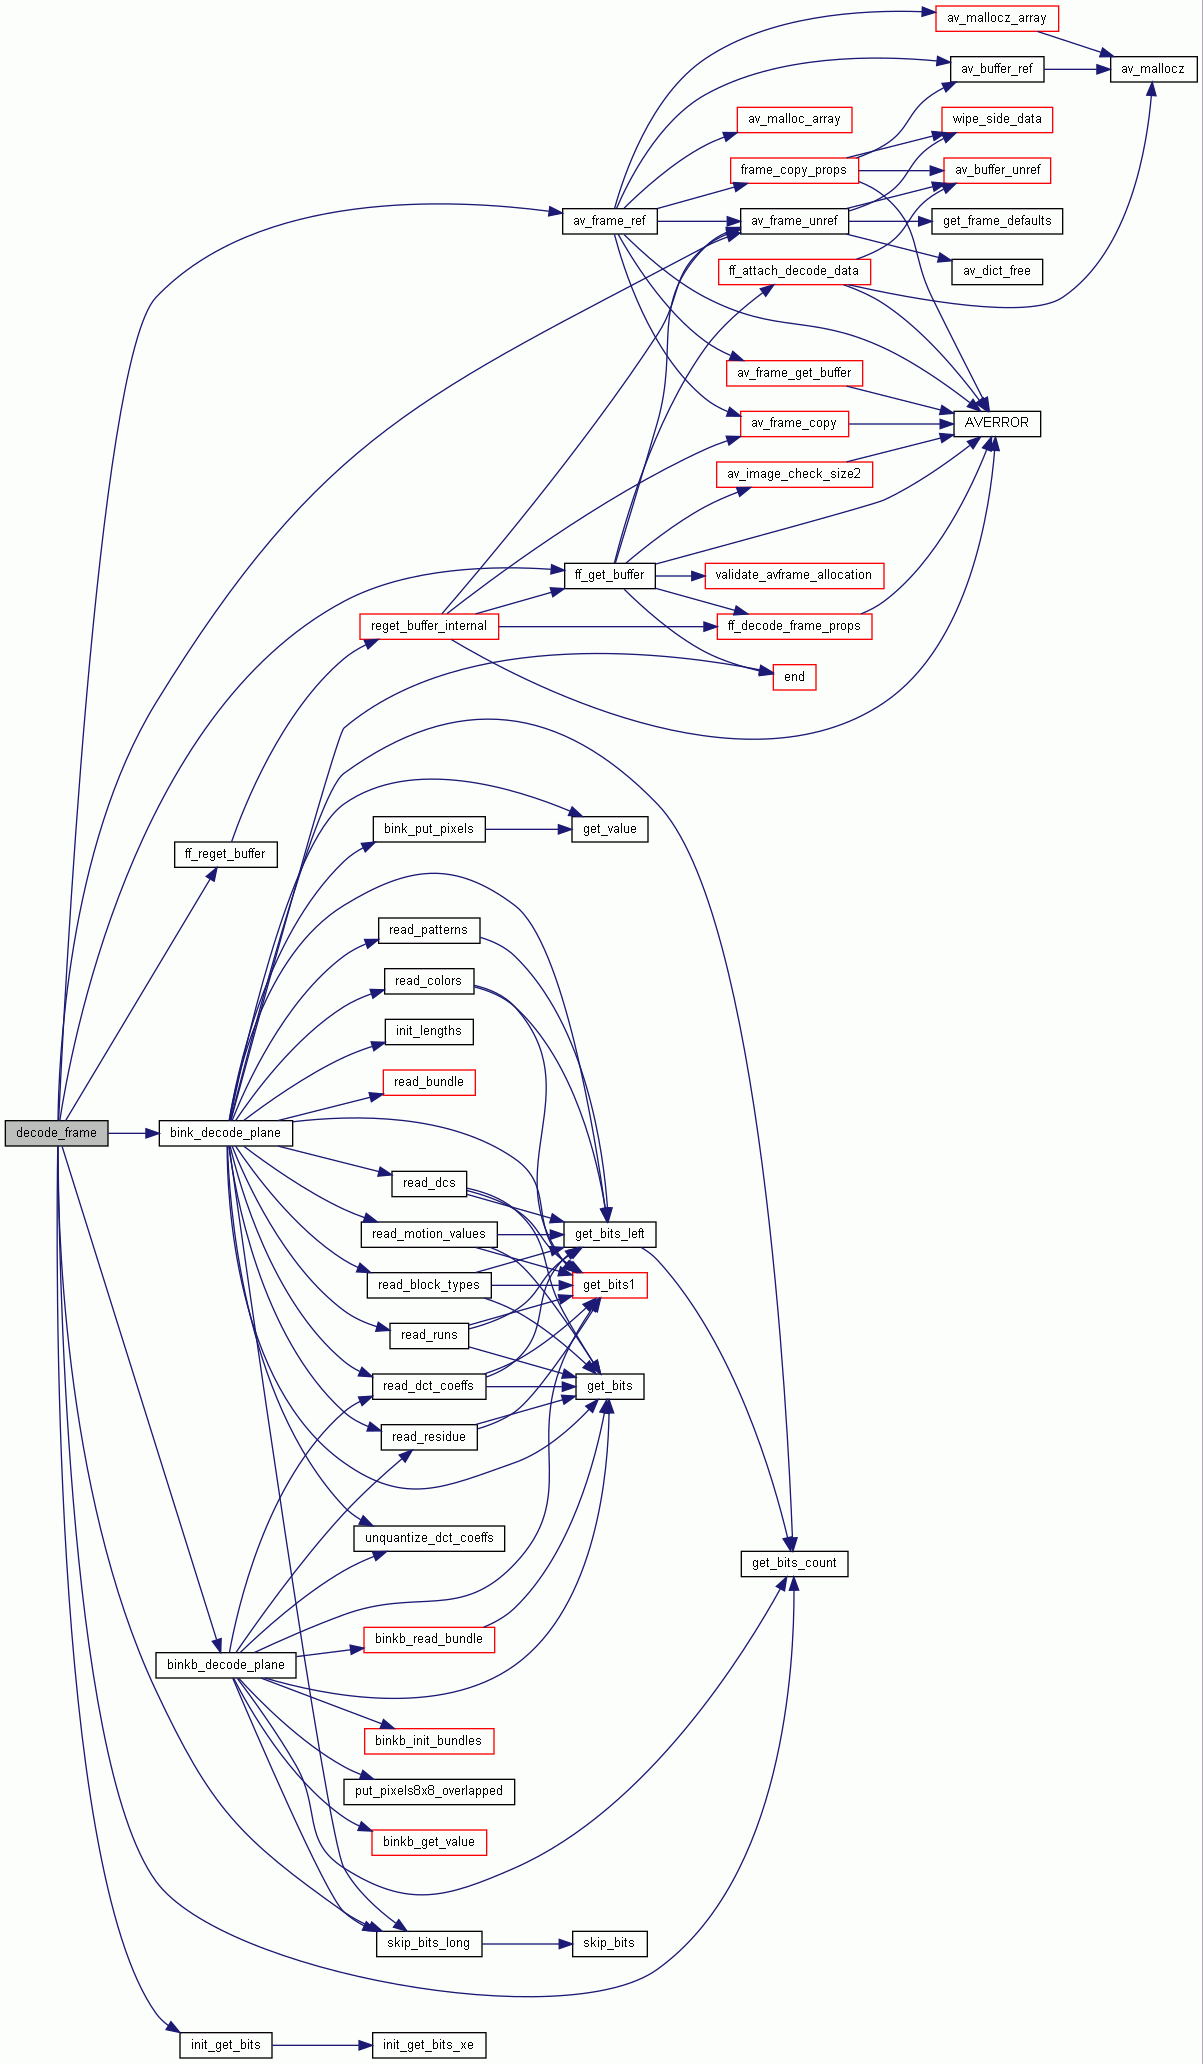 av_mallocz_array
av_buffer_ref
av_mallocz
av_malloc_array
wipe_side_data
frame_copy_props
av_buffer_unref
av_frame_ref
av_frame_unref
get_frame_defaults
ff_attach_decode_data
av_dict_free
av_frame_get_buffer
av_frame_copy
AVERROR
av_image_check_size2
ff_get_buffer
validate_avframe_allocation
reget_buffer_internal
ff_decode_frame_props
end
bink_put_pixels
get_value
ff_reget_buffer
read_patterns
read_colors
init_lengths
read_bundle
decode_frame
bink_decode_plane
read_dcs
read_motion_values
get_bits_left
read_block_types
get_bits1
read_runs
read_dct_coeffs
get_bits
read_residue
unquantize_dct_coeffs
get_bits_count
binkb_read_bundle
binkb_decode_plane
binkb_init_bundles
put_pixels8x8_overlapped
binkb_get_value
skip_bits_long
skip_bits
init_get_bits
init_get_bits_xe